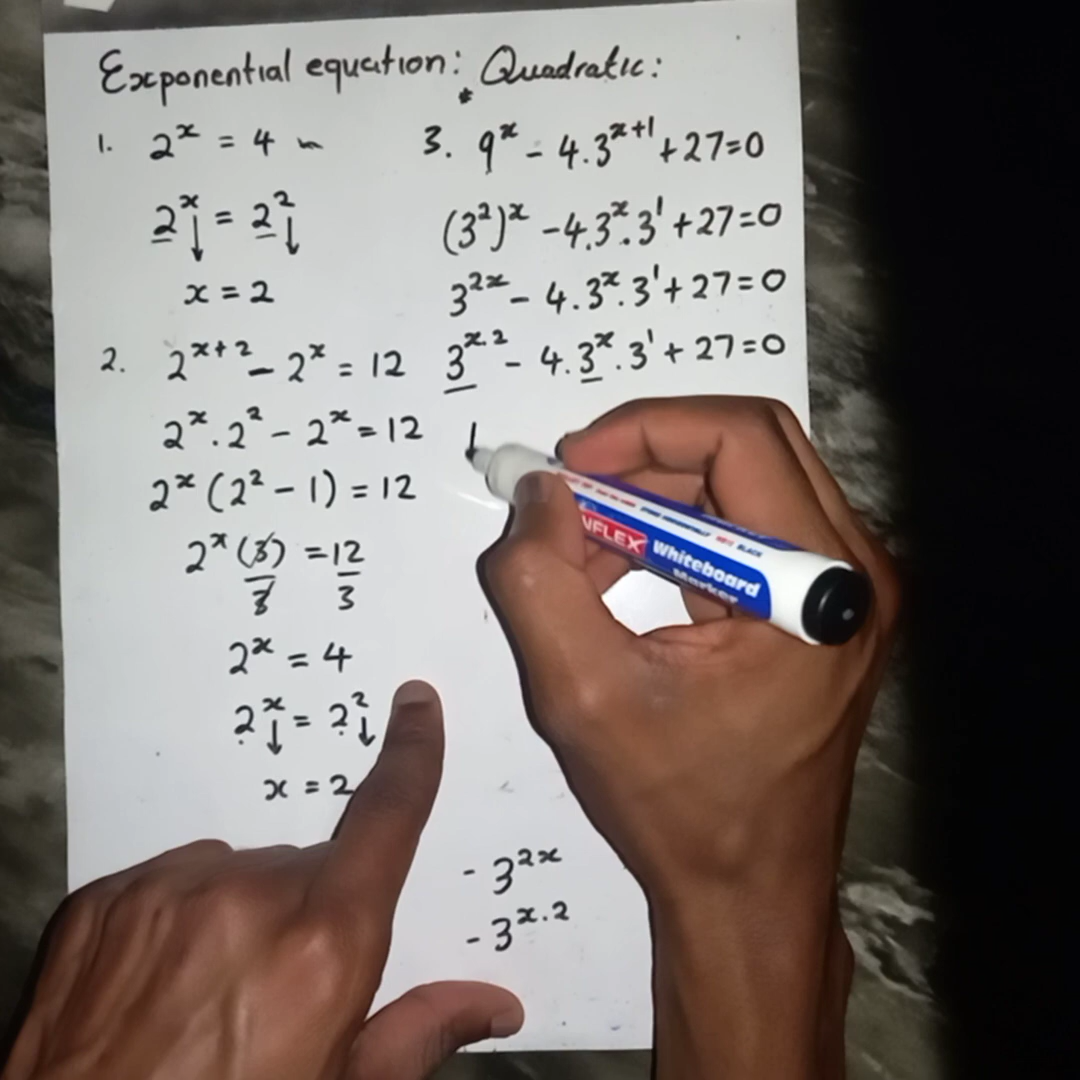 Exponential equation: Quadratic:
*
1. 2^x = 4
2^x ↓ = 2^2 ↓
x = 2
2. 2^(x+2) - 2^x = 12
2^x . 2^2 - 2^x = 12
2^x (2^2 - 1) = 12
2^x (3) = 12
3 3
2^x = 4
2^x ↓ = 2^2 ↓
x = 2
3. 9^x - 4.3^(x+1) + 27=0
(3^2)^x - 4.3^x . 3^1 + 27=0
3^(2x) - 4.3^x . 3^1 + 27=0
3^(x.2) - 4.3^x . 3^1 + 27=0
- 3^(2x)
- 3^(x.2)
NFLEX Whiteboard
Marker